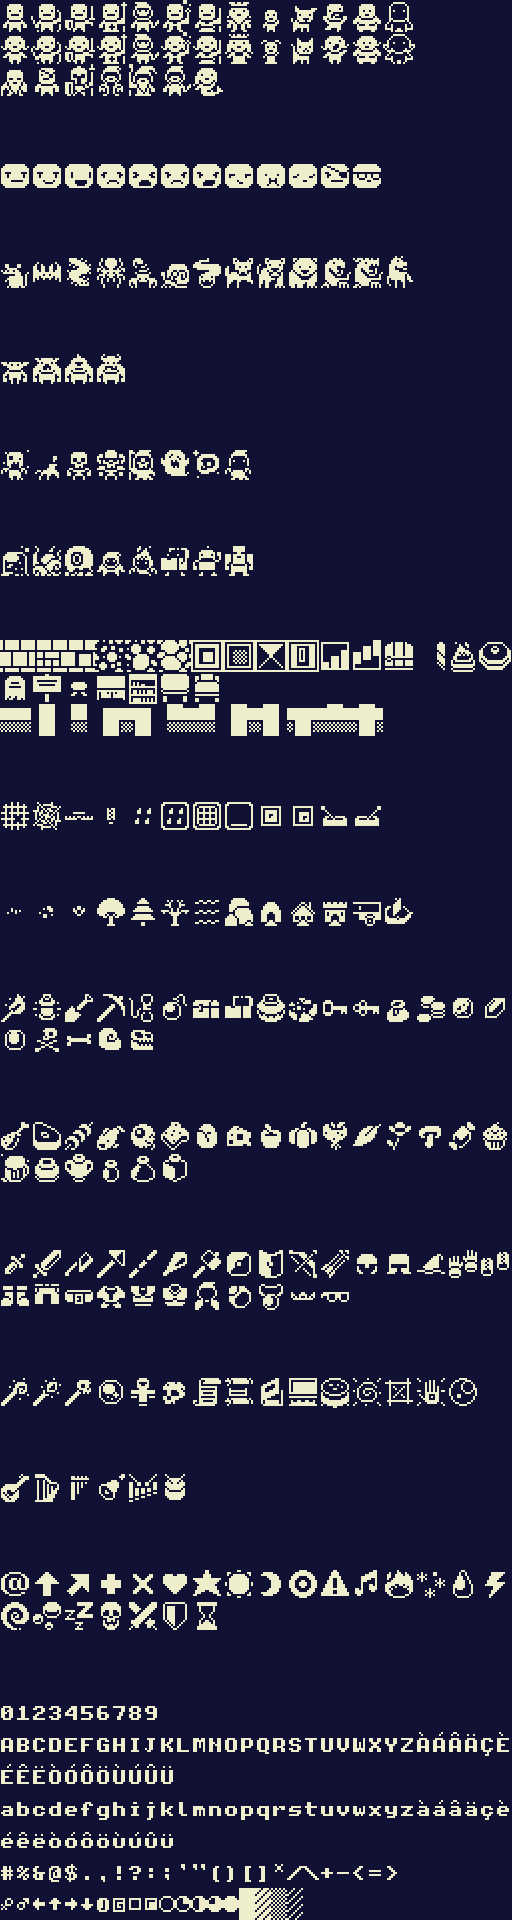 0123456789
ABCDEFGHIJKLMNOPQRSTUVWXYZÀÁÂÄÇÈ
ÉÊËÒÓÔÖÙÚÛÜ
abcdefghijklmnopqrstuvwxyzàáâäçè
éêëòóôöùúûü
#%&@$.,!?:;'"()[]*/\+-<=>